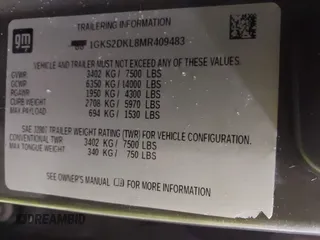 gm
TRAILERING INFORMATION
1GKS2DKL8MR409483
VEHICLE AND TRAILER MUST NOT EXCEED ANY OF THESE
GVWR 3402 KG / 7500 LBS
GCWR 6350 KG / 14000 LBS
RGAWR 1950 KG / 4300 LBS
CURB WEIGHT 2708 KG / 5970 LBS
MAX PAYLOAD 694 KG / 1530 LBS
SAE J2807 TRAILER WEIGHT RATING (TWR) FOR VEHICLE CONFIGURATION.
CONVENTIONAL TWR 3402 KG / 7500 LBS
MAX TONGUE WEIGHT 340 KG / 750 LBS
SEE OWNER'S MANUAL FOR MORE INFORMATION